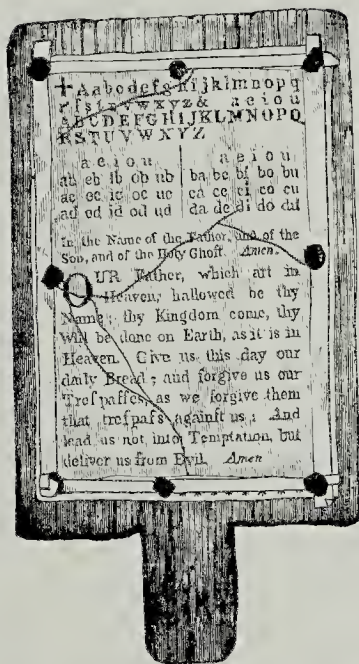 ✚ Aabcdefghijklmnopq
rſstuvwxyz& aeiou
ABCDEFGHIJKLMNOPQ
RSTUVWXYZ
a e i o u a e i o u
ab eb ib ob ub ba be bi bo bu
ac ec ic oc uc ca ce ci co cu
ad ed id od ud da de di do du
In the Name of the Father, and of the
Son, and of the Holy Ghoſt. Amen.
OUR Father, which art in
Heaven, hallowed be thy
Name; thy Kingdom come, thy
Will be done on Earth, as it is in
Heaven. Give us this day our
daily Bread; and forgive us our
Treſpaſſes, as we forgive them
that treſpaſs againſt us: And
lead us not into Temptation, but
deliver us from Evil. Amen